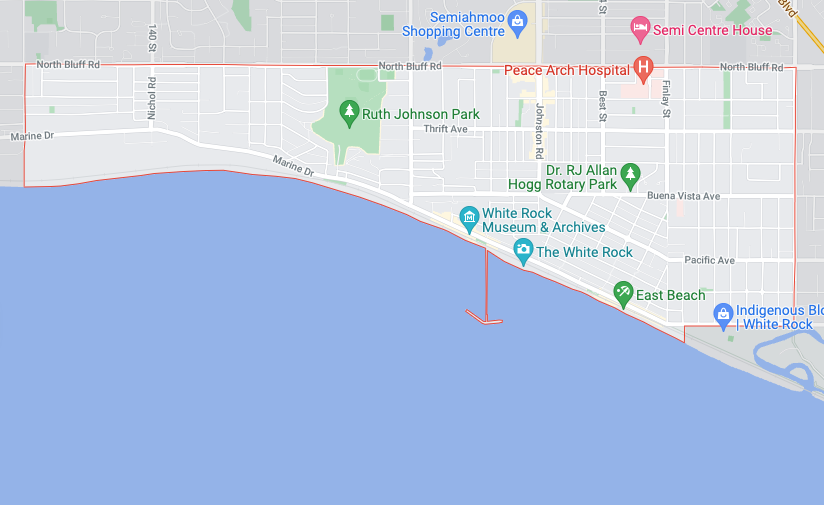 Blvd
Semiahmoo
Shopping Centre
140 St
Semi Centre House
North Bluff Rd
North Bluff Rd
North Bluff Rd
Peace Arch Hospital
Nichol Rd
Best St
Finlay St
Johnston Rd
Ruth Johnson Park
Thrift Ave
Marine Dr
Marine Dr
Dr. RJ Allan
Hogg Rotary Park
Buena Vista Ave
White Rock
Museum & Archives
The White Rock
Pacific Ave
East Beach
Indigenous Blo
| White Rock